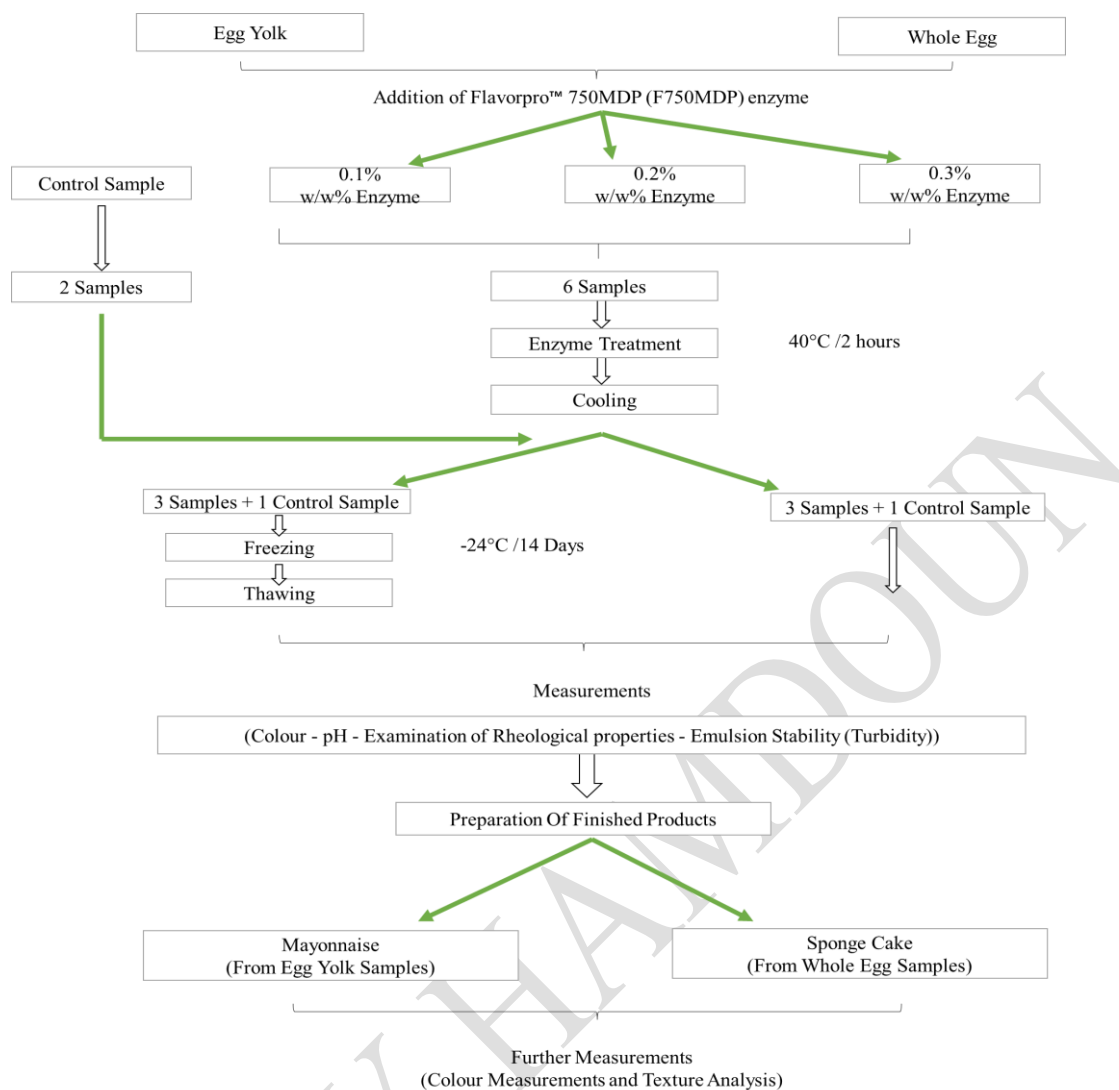 Egg Yolk
Whole Egg
Addition of Flavorpro™ 750MDP (F750MDP) enzyme
Control Sample
0.1%
w/w% Enzyme
0.2%
w/w% Enzyme
0.3%
w/w% Enzyme
2 Samples
6 Samples
Enzyme Treatment
40°C /2 hours
Cooling
3 Samples + 1 Control Sample
3 Samples + 1 Control Sample
Freezing
-24°C /14 Days
Thawing
Measurements
(Colour - pH - Examination of Rheological properties - Emulsion Stability (Turbidity))
Preparation Of Finished Products
Mayonnaise
(From Egg Yolk Samples)
Sponge Cake
(From Whole Egg Samples)
Further Measurements
(Colour Measurements and Texture Analysis)
HAMDOUN